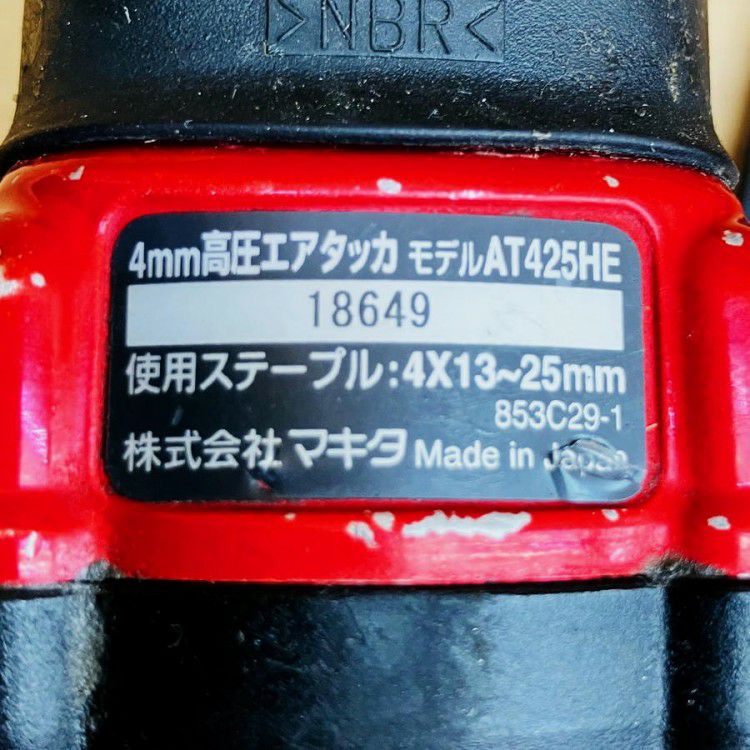 >NBR<
4mm高圧エアタッカ モデルAT425HE
18649
使用ステープル:4X13~25mm
853C29-1
株式会社マキタ Made in Japan